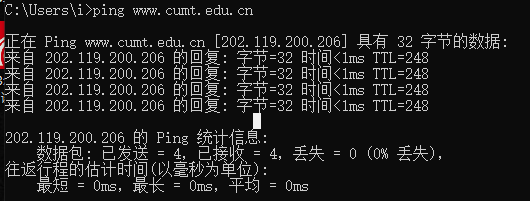 C:\Users\i>ping www.cumt.edu.cn
正在 Ping www.cumt.edu.cn [202.119.200.206] 具有 32 字节的数据:
来自 202.119.200.206 的回复: 字节=32 时间<1ms TTL=248
来自 202.119.200.206 的回复: 字节=32 时间<1ms TTL=248
来自 202.119.200.206 的回复: 字节=32 时间<1ms TTL=248
来自 202.119.200.206 的回复: 字节=32 时间<1ms TTL=248
202.119.200.206 的 Ping 统计信息:
数据包: 已发送 = 4, 已接收 = 4, 丢失 = 0 (0% 丢失),
往返行程的估计时间(以毫秒为单位):
最短 = 0ms, 最长 = 0ms, 平均 = 0ms